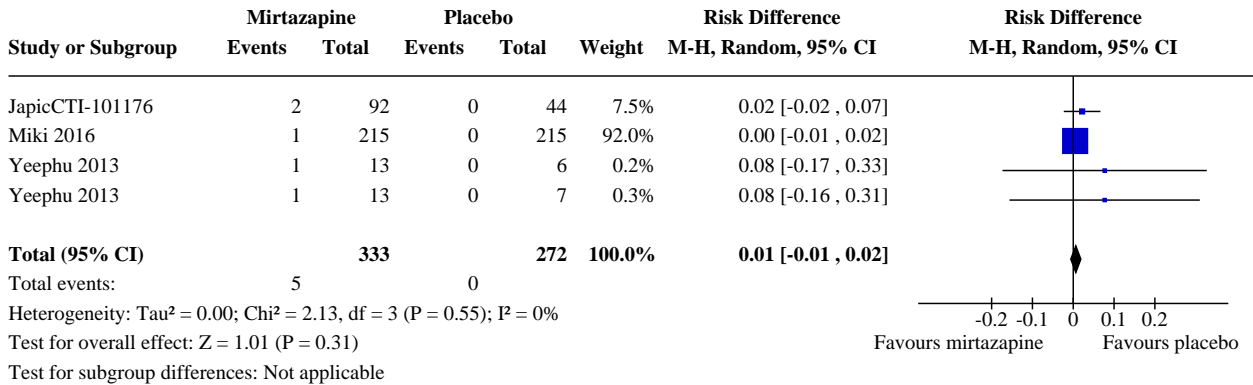 Mirtazapine Placebo Risk Difference Risk Difference
Study or Subgroup Events Total Events Total Weight M-H, Random, 95% CI M-H, Random, 95% CI
JapicCTI-101176 2 92 0 44 7.5% 0.02 [-0.02 , 0.07]
Miki 2016 1 215 0 215 92.0% 0.00 [-0.01 , 0.02]
Yeephu 2013 1 13 0 6 0.2% 0.08 [-0.17 , 0.33]
Yeephu 2013 1 13 0 7 0.3% 0.08 [-0.16 , 0.31]
Total (95% CI) 333 272 100.0% 0.01 [-0.01 , 0.02]
Total events: 5 0
Heterogeneity: Tau² = 0.00; Chi² = 2.13, df = 3 (P = 0.55); I² = 0%
-0.2 -0.1 0 0.1 0.2
Test for overall effect: Z = 1.01 (P = 0.31)
Favours mirtazapine Favours placebo
Test for subgroup differences: Not applicable